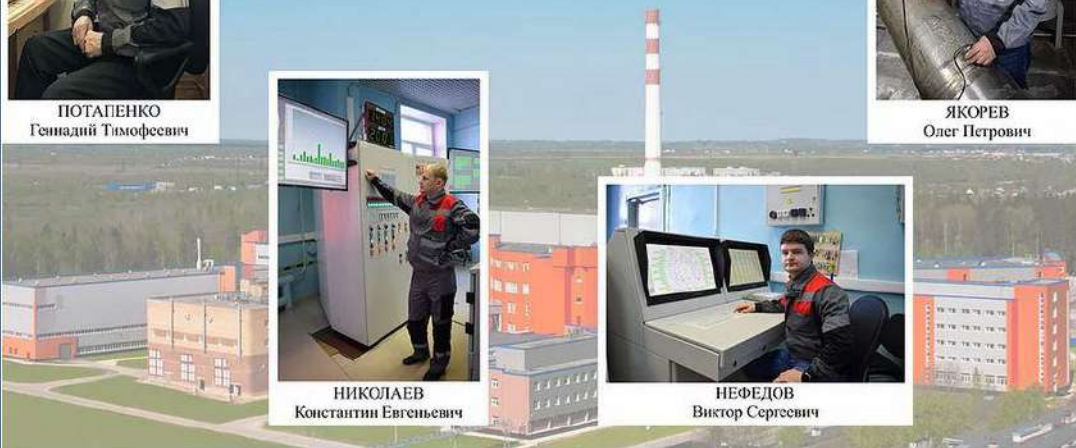 ПОТАПЕНКО
Геннадий Тимофеевич
ЯКОРЕВ
Олег Петрович
НИКОЛАЕВ
Константин Евгеньевич
НЕФЕДОВ
Виктор Сергеевич